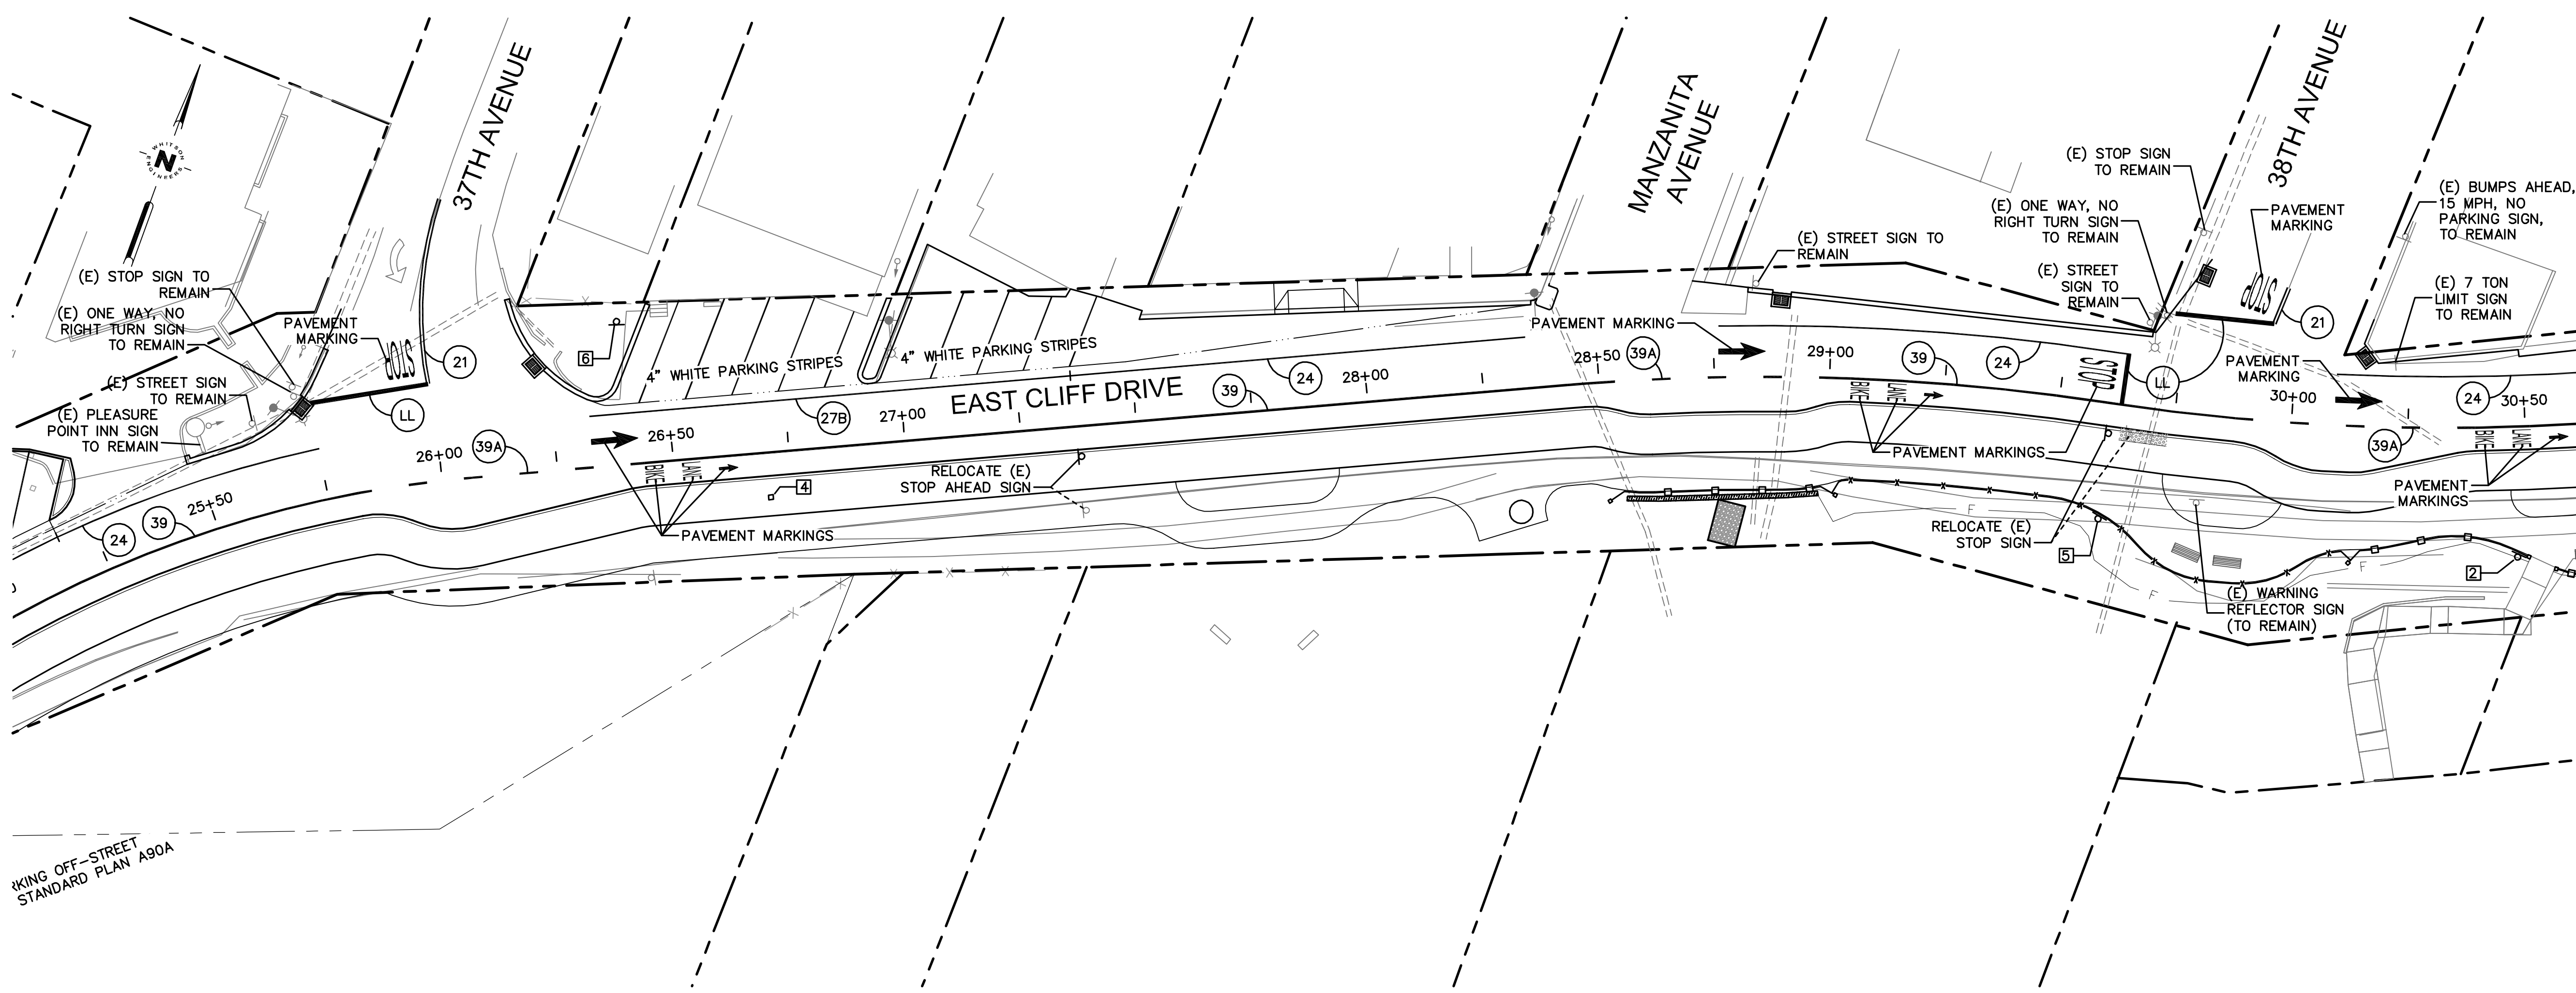 37TH AVENUE
MANZANITA
AVENUE
38TH AVENUE
WHITSON
ENGINEERS
N
(E) STOP SIGN TO
REMAIN
(E) ONE WAY, NO
RIGHT TURN SIGN
TO REMAIN
(E) STREET SIGN
TO REMAIN
(E) PLEASURE
POINT INN SIGN
TO REMAIN
PAVEMENT
MARKING
STOP
21
LL
6
4" WHITE PARKING STRIPES
4" WHITE PARKING STRIPES
EAST CLIFF DRIVE
27B
24
39
24
39
25+50
26+00
39A
26+50
27+00
28+00
28+50
39A
29+00
39
24
30+00
30+50
BIKE
LANE
PAVEMENT MARKINGS
4
RELOCATE (E)
STOP AHEAD SIGN
PAVEMENT MARKING
(E) STREET SIGN TO
REMAIN
(E) STOP SIGN
TO REMAIN
(E) ONE WAY, NO
RIGHT TURN SIGN
TO REMAIN
(E) STREET
SIGN TO
REMAIN
PAVEMENT
MARKING
STOP
21
(E) BUMPS AHEAD,
15 MPH, NO
PARKING SIGN,
TO REMAIN
(E) 7 TON
LIMIT SIGN
TO REMAIN
STOP
LL
PAVEMENT
MARKING
24
39A
BIKE
LANE
PAVEMENT MARKINGS
BIKE
LANE
PAVEMENT
MARKINGS
RELOCATE (E)
STOP SIGN
5
2
F
F
F
(E) WARNING
REFLECTOR SIGN
(TO REMAIN)
RKING OFF-STREET
STANDARD PLAN A90A